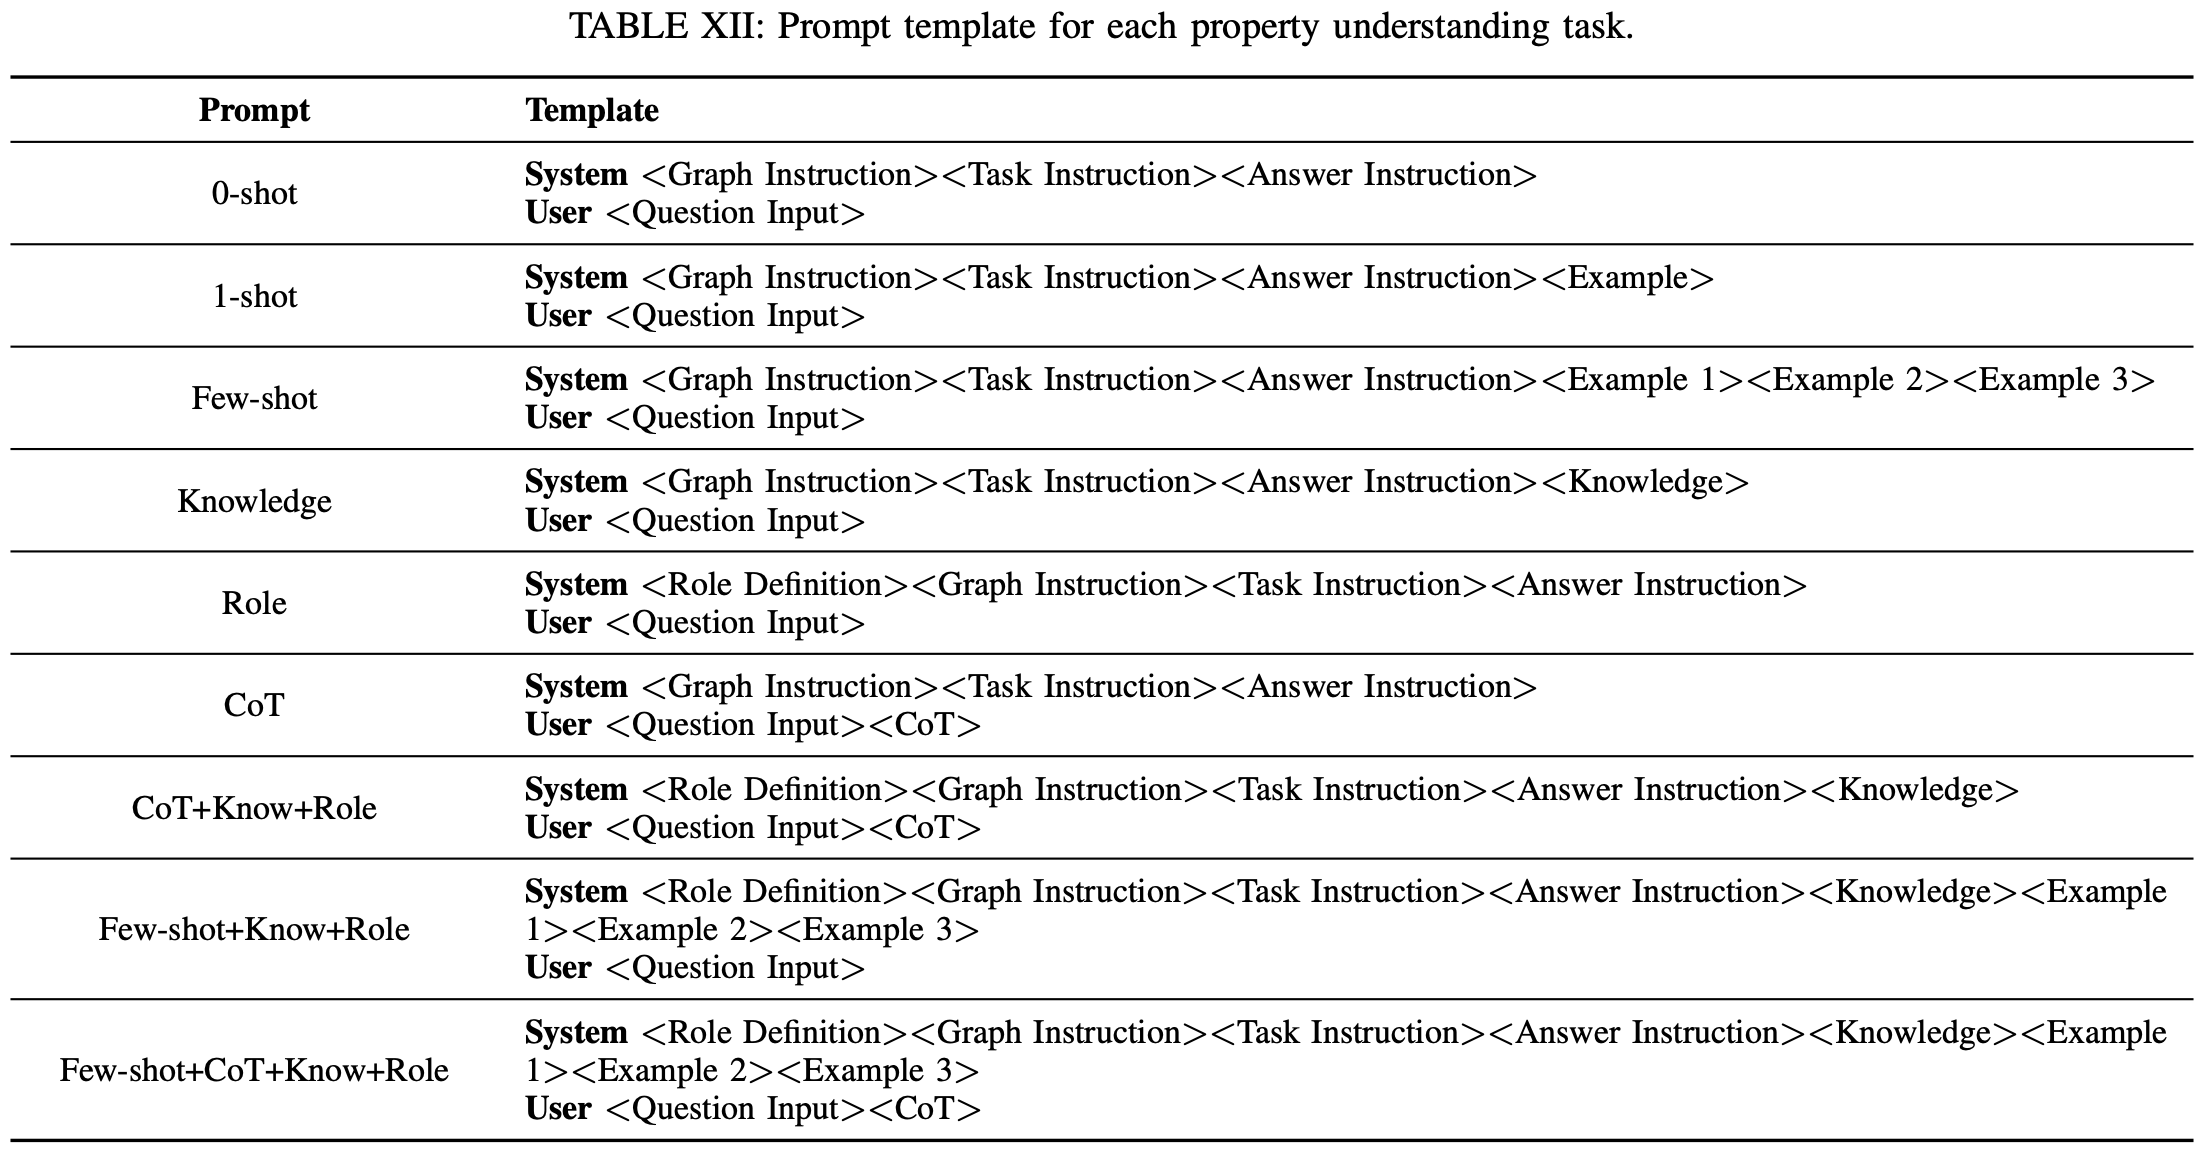 TABLE XII: Prompt template for each property understanding task.
Prompt Template
0-shot
System <Graph Instruction><Task Instruction><Answer Instruction>
User <Question Input>
1-shot
System <Graph Instruction><Task Instruction><Answer Instruction><Example>
User <Question Input>
Few-shot
System <Graph Instruction><Task Instruction><Answer Instruction><Example 1><Example 2><Example 3>
User <Question Input>
Knowledge
System <Graph Instruction><Task Instruction><Answer Instruction><Knowledge>
User <Question Input>
Role
System <Role Definition><Graph Instruction><Task Instruction><Answer Instruction>
User <Question Input>
CoT
System <Graph Instruction><Task Instruction><Answer Instruction>
User <Question Input><CoT>
CoT+Know+Role
System <Role Definition><Graph Instruction><Task Instruction><Answer Instruction><Knowledge>
User <Question Input><CoT>
Few-shot+Know+Role
System <Role Definition><Graph Instruction><Task Instruction><Answer Instruction><Knowledge><Example
1><Example 2><Example 3>
User <Question Input>
Few-shot+CoT+Know+Role
System <Role Definition><Graph Instruction><Task Instruction><Answer Instruction><Knowledge><Example
1><Example 2><Example 3>
User <Question Input><CoT>